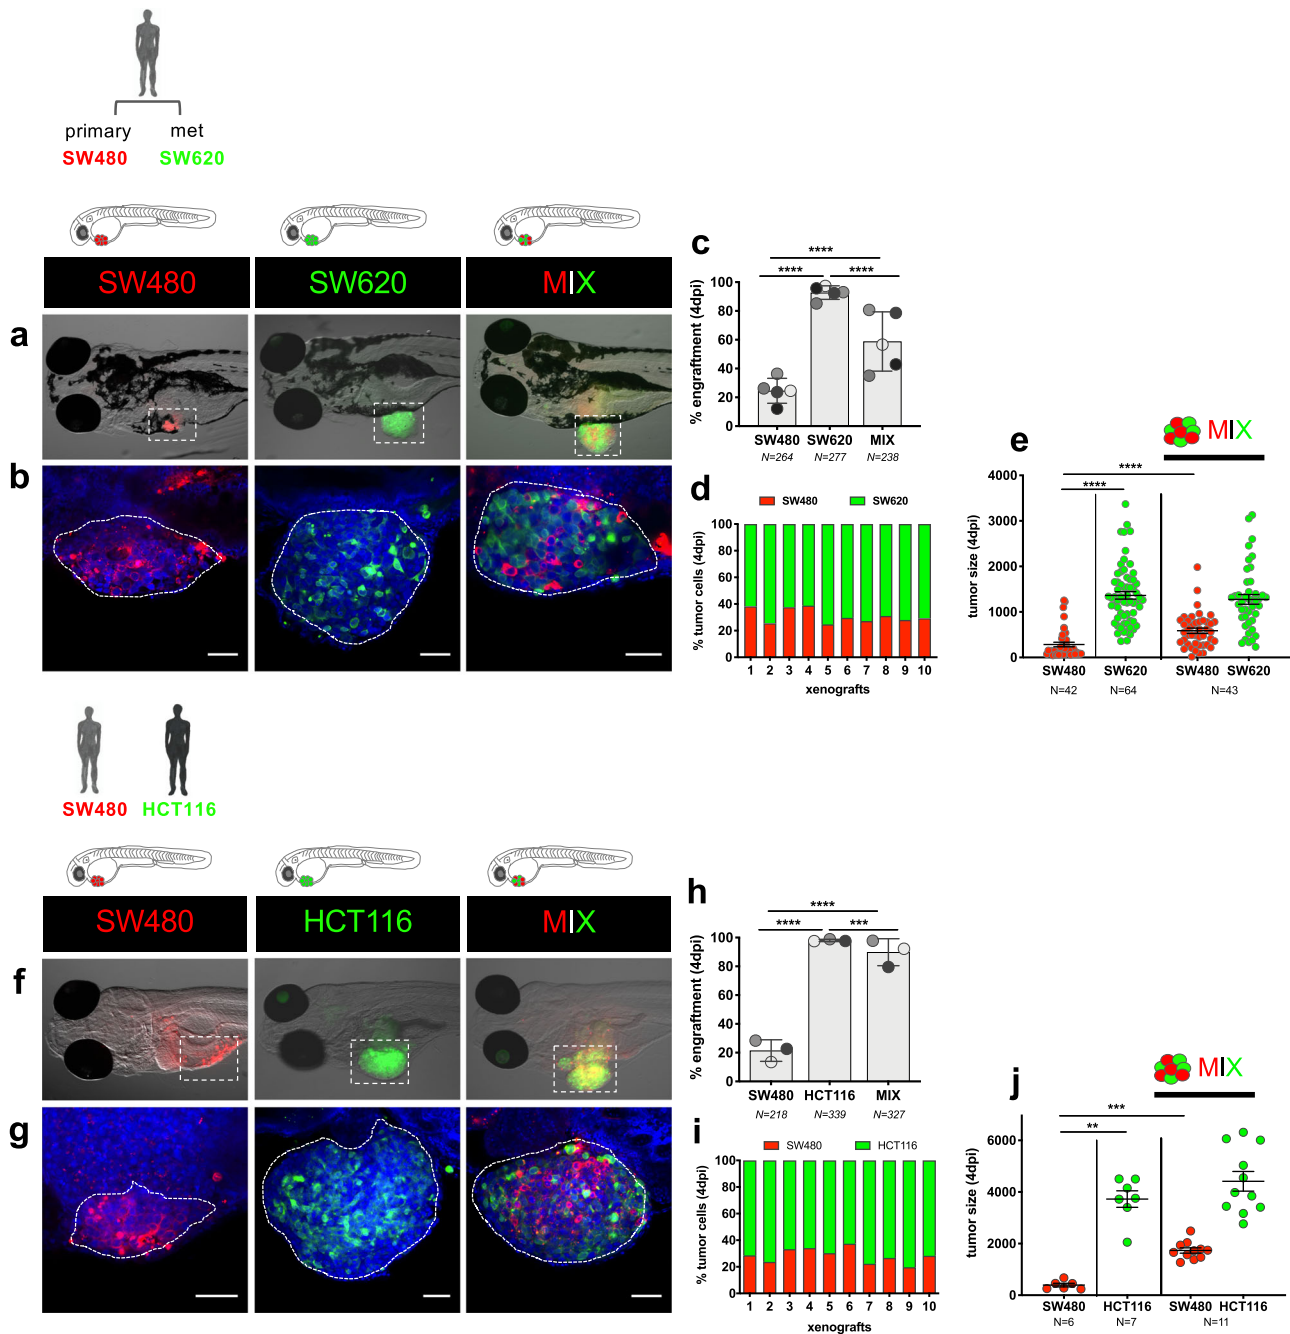 primary met
SW480 SW620
SW480 SW620 MIX
a
b
c
**** 
**** ****
% engraftment (4dpi)
100
80
60
40
20
0
SW480 SW620 MIX
N=264 N=277 N=238
d
SW480 SW620
% tumor cells (4dpi)
100
80
60
40
20
0
1 2 3 4 5 6 7 8 9 10
xenografts
e
MIX
****
****
tumor size (4dpi)
4000
3000
2000
1000
0
SW480 SW620 SW480 SW620
N=42 N=64 N=43
SW480 HCT116
SW480 HCT116 MIX
f
g
h
****
**** ***
% engraftment (4dpi)
100
80
60
40
20
0
SW480 HCT116 MIX
N=218 N=339 N=327
i
SW480 HCT116
% tumor cells (4dpi)
100
80
60
40
20
0
1 2 3 4 5 6 7 8 9 10
xenografts
j
MIX
***
**
tumor size (4dpi)
6000
4000
2000
0
SW480 HCT116 SW480 HCT116
N=6 N=7 N=11